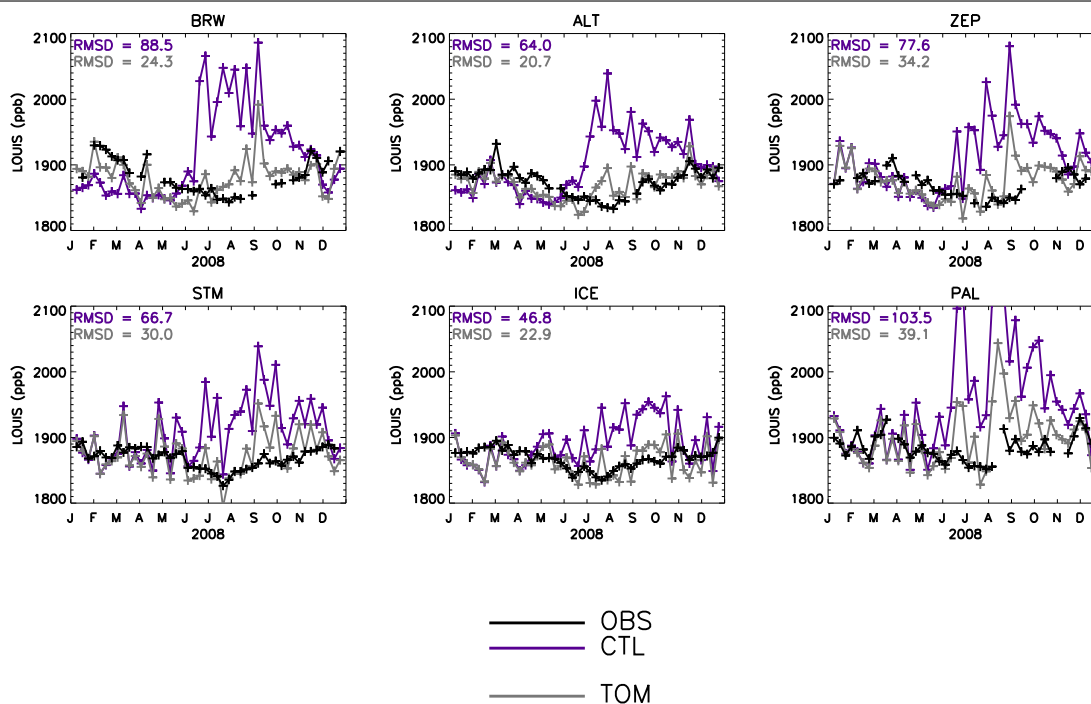 BRW
RMSD = 88.5
RMSD = 24.3
LOUIS (ppb)
2100
2000
1900
1800
J F M A M J J A S O N D
2008
ALT
RMSD = 64.0
RMSD = 20.7
LOUIS (ppb)
2100
2000
1900
1800
J F M A M J J A S O N D
2008
ZEP
RMSD = 77.6
RMSD = 34.2
LOUIS (ppb)
2100
2000
1900
1800
J F M A M J J A S O N D
2008
STM
RMSD = 66.7
RMSD = 30.0
LOUIS (ppb)
2100
2000
1900
1800
J F M A M J J A S O N D
2008
ICE
RMSD = 46.8
RMSD = 22.9
LOUIS (ppb)
2100
2000
1900
1800
J F M A M J J A S O N D
2008
PAL
RMSD =103.5
RMSD = 39.1
LOUIS (ppb)
2100
2000
1900
1800
J F M A M J J A S O N D
2008
OBS
CTL
TOM